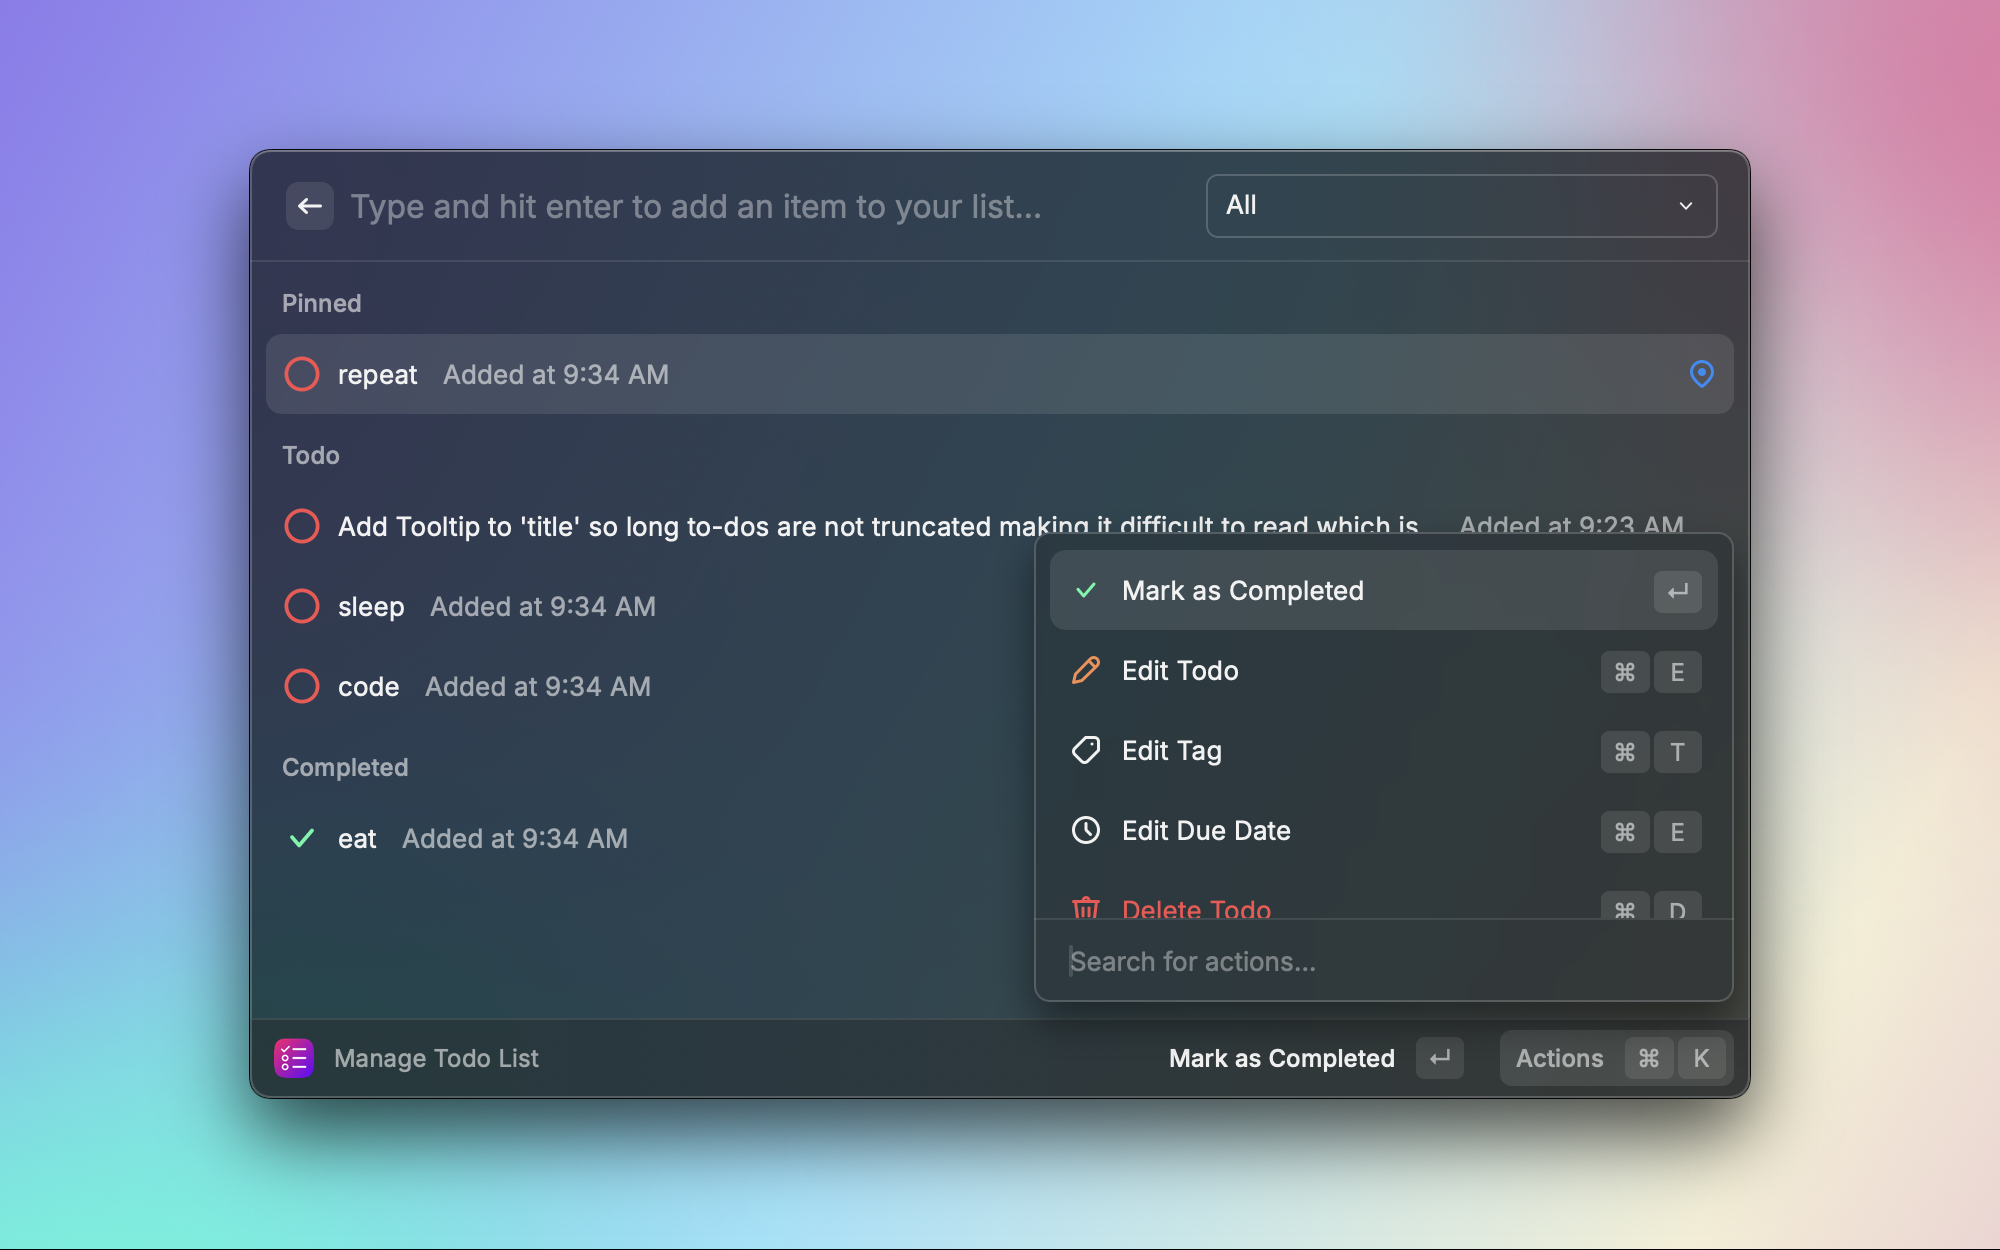 Type and hit enter to add an item to your list...
All
Pinned
repeat Added at 9:34 AM
Todo
Add Tooltip to 'title' so long to-dos are not truncated making it difficult to read which is Added at 9:23 AM
sleep Added at 9:34 AM
code Added at 9:34 AM
Completed
eat Added at 9:34 AM
Mark as Completed ↵
Edit Todo ⌘ E
Edit Tag ⌘ T
Edit Due Date ⌘ E
Delete Todo ⌘ D
Search for actions...
Manage Todo List
Mark as Completed ↵
Actions ⌘ K